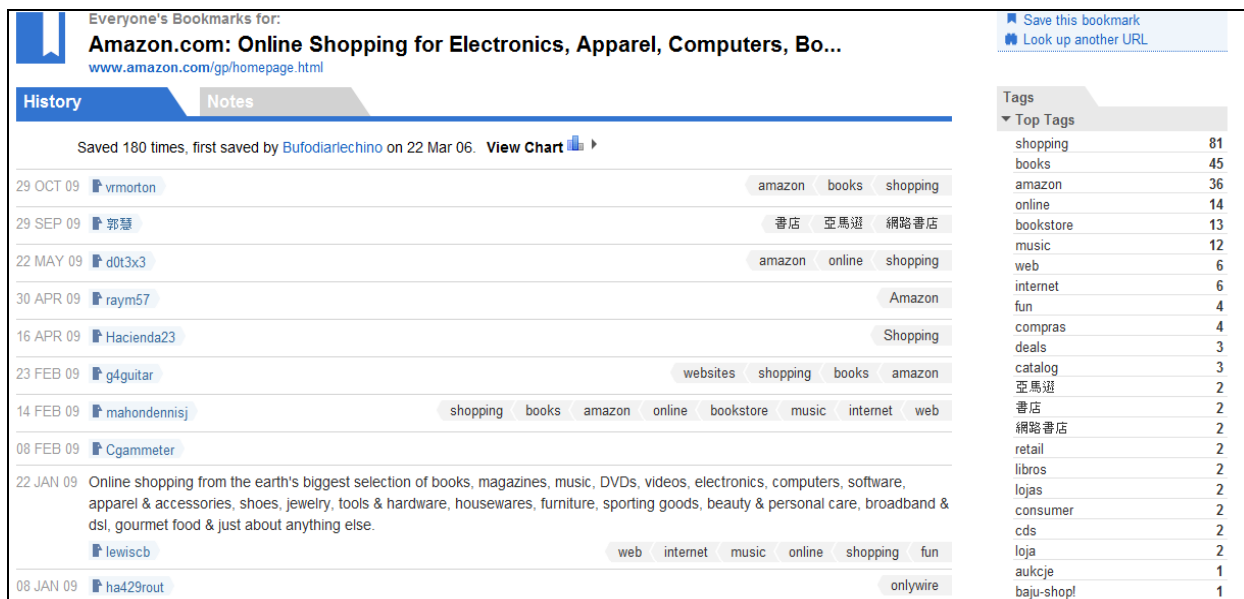 Everyone's Bookmarks for:
Amazon.com: Online Shopping for Electronics, Apparel, Computers, Bo...
www.amazon.com/gp/homepage.html
Save this bookmark
Look up another URL
History Notes
Saved 180 times, first saved by Bufodiarlechino on 22 Mar 06. View Chart
29 OCT 09 vrmorton amazon books shopping
29 SEP 09 郭慧 書店 亞馬遜 網路書店
22 MAY 09 d0t3x3 amazon online shopping
30 APR 09 raym57 Amazon
16 APR 09 Hacienda23 Shopping
23 FEB 09 g4guitar websites shopping books amazon
14 FEB 09 mahondennisj shopping books amazon online bookstore music internet web
08 FEB 09 Cgammeter
22 JAN 09 Online shopping from the earth's biggest selection of books, magazines, music, DVDs, videos, electronics, computers, software,
apparel & accessories, shoes, jewelry, tools & hardware, housewares, furniture, sporting goods, beauty & personal care, broadband &
dsl, gourmet food & just about anything else.
lewiscb web internet music online shopping fun
08 JAN 09 ha429rout onlywire
Tags
Top Tags
shopping 81
books 45
amazon 36
online 14
bookstore 13
music 12
web 6
internet 6
fun 4
compras 4
deals 3
catalog 3
亞馬遜 2
書店 2
網路書店 2
retail 2
libros 2
lojas 2
consumer 2
cds 2
loja 2
aukcje 1
baju-shop! 1